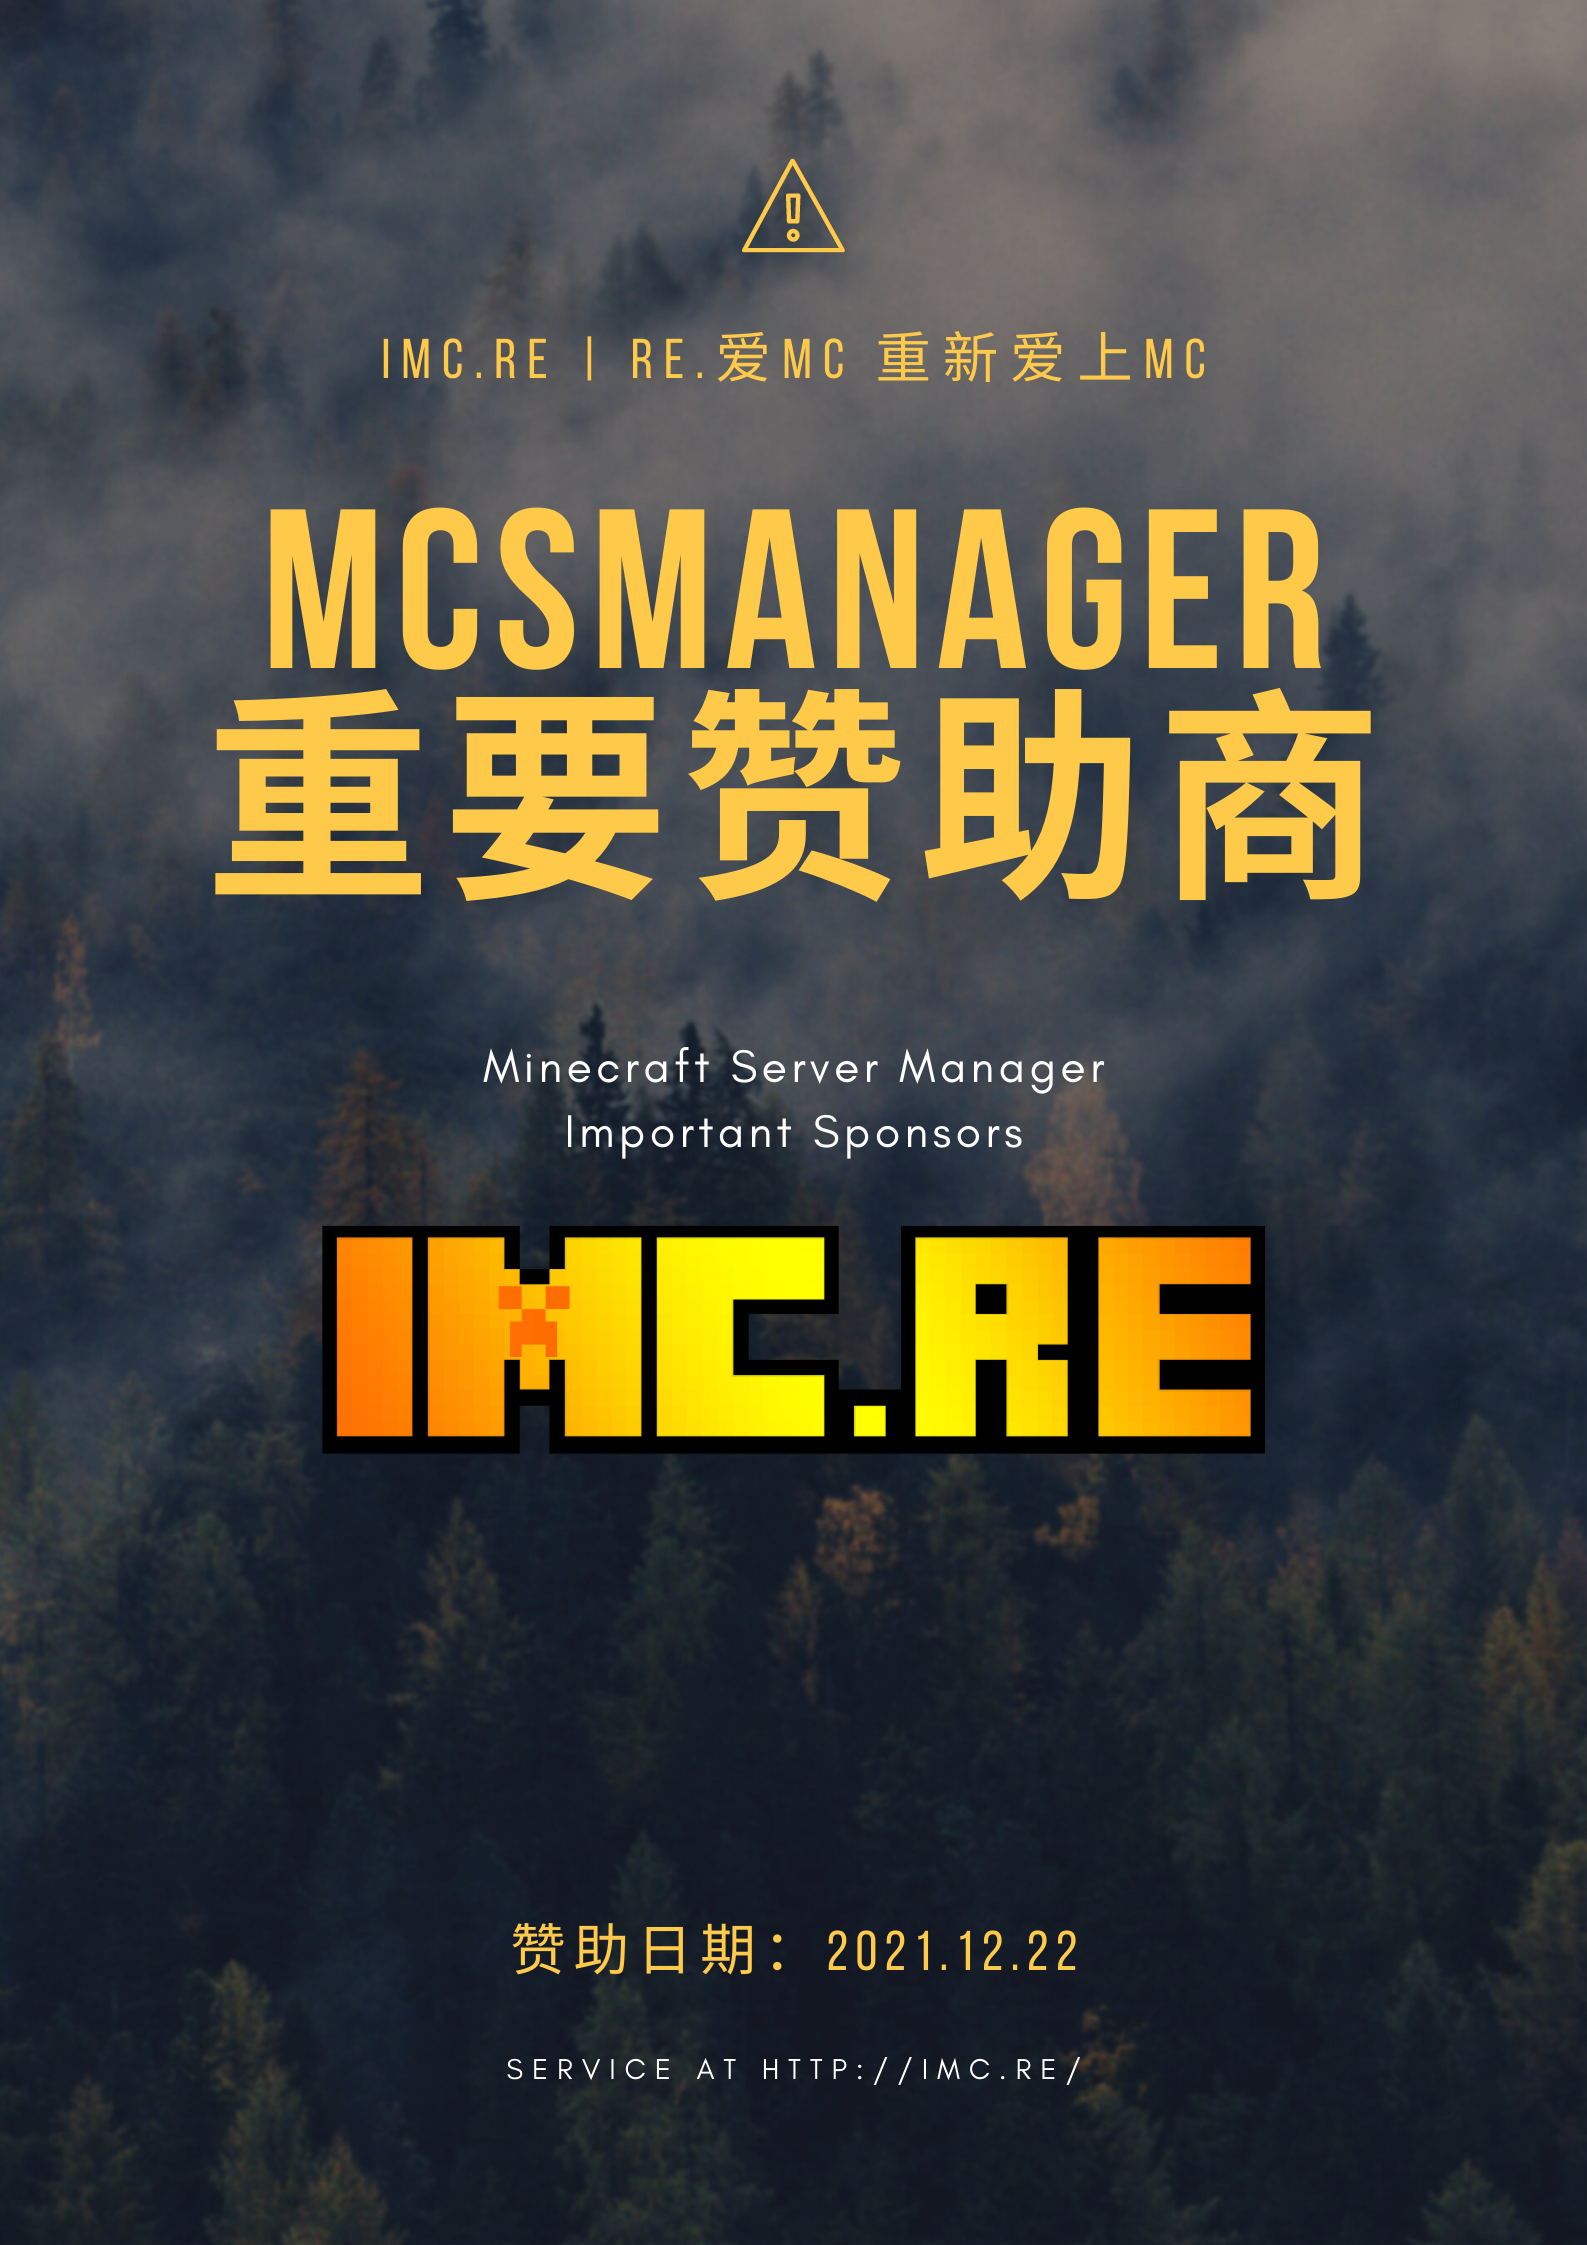 IMC.RE | RE.爱MC 重新爱上MC
MCSMANAGER
重要赞助商
Minecraft Server Manager
Important Sponsors
IMC.RE
赞助日期：2021.12.22
SERVICE AT HTTP://IMC.RE/